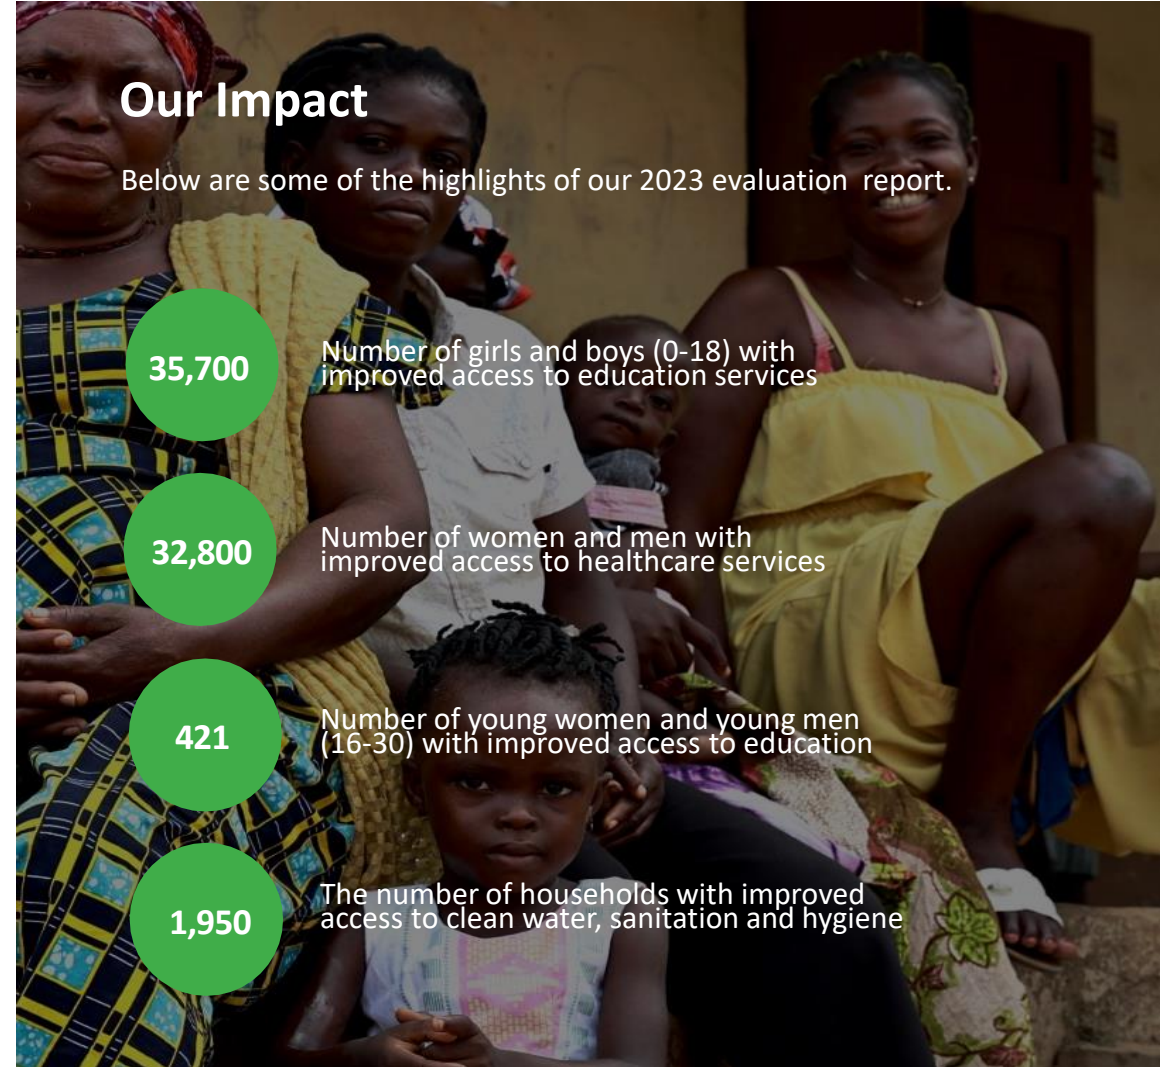 Our Impact
Below are some of the highlights of our 2023 evaluation report.
35,700
Number of girls and boys (0-18) with
improved access to education services
32,800
Number of women and men with
improved access to healthcare services
421
Number of young women and young men
(16-30) with improved access to education
1,950
The number of households with improved
access to clean water, sanitation and hygiene